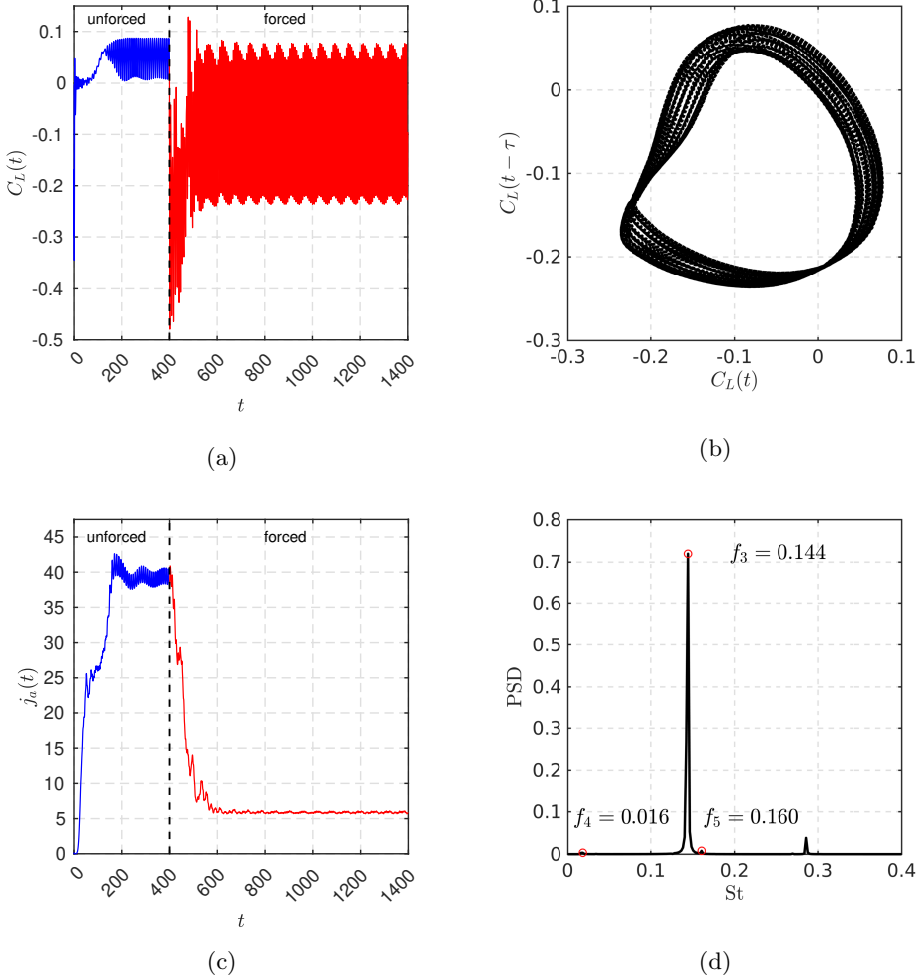 unforced forced
0.1
0
-0.1
-0.2
-0.3
-0.4
-0.5
C_L(t)
0 200 400 600 800 1000 1200 1400
t
(a)
0.1
0
-0.1
-0.2
-0.3
C_L(t − τ)
-0.3 -0.2 -0.1 0 0.1
C_L(t)
(b)
unforced forced
45
40
35
30
25
20
15
10
5
0
j_a(t)
0 200 400 600 800 1000 1200 1400
t
(c)
0.8
0.7
0.6
0.5
0.4
0.3
0.2
0.1
0
PSD
f_3 = 0.144
f_4 = 0.016 f_5 = 0.160
0 0.1 0.2 0.3 0.4
St
(d)